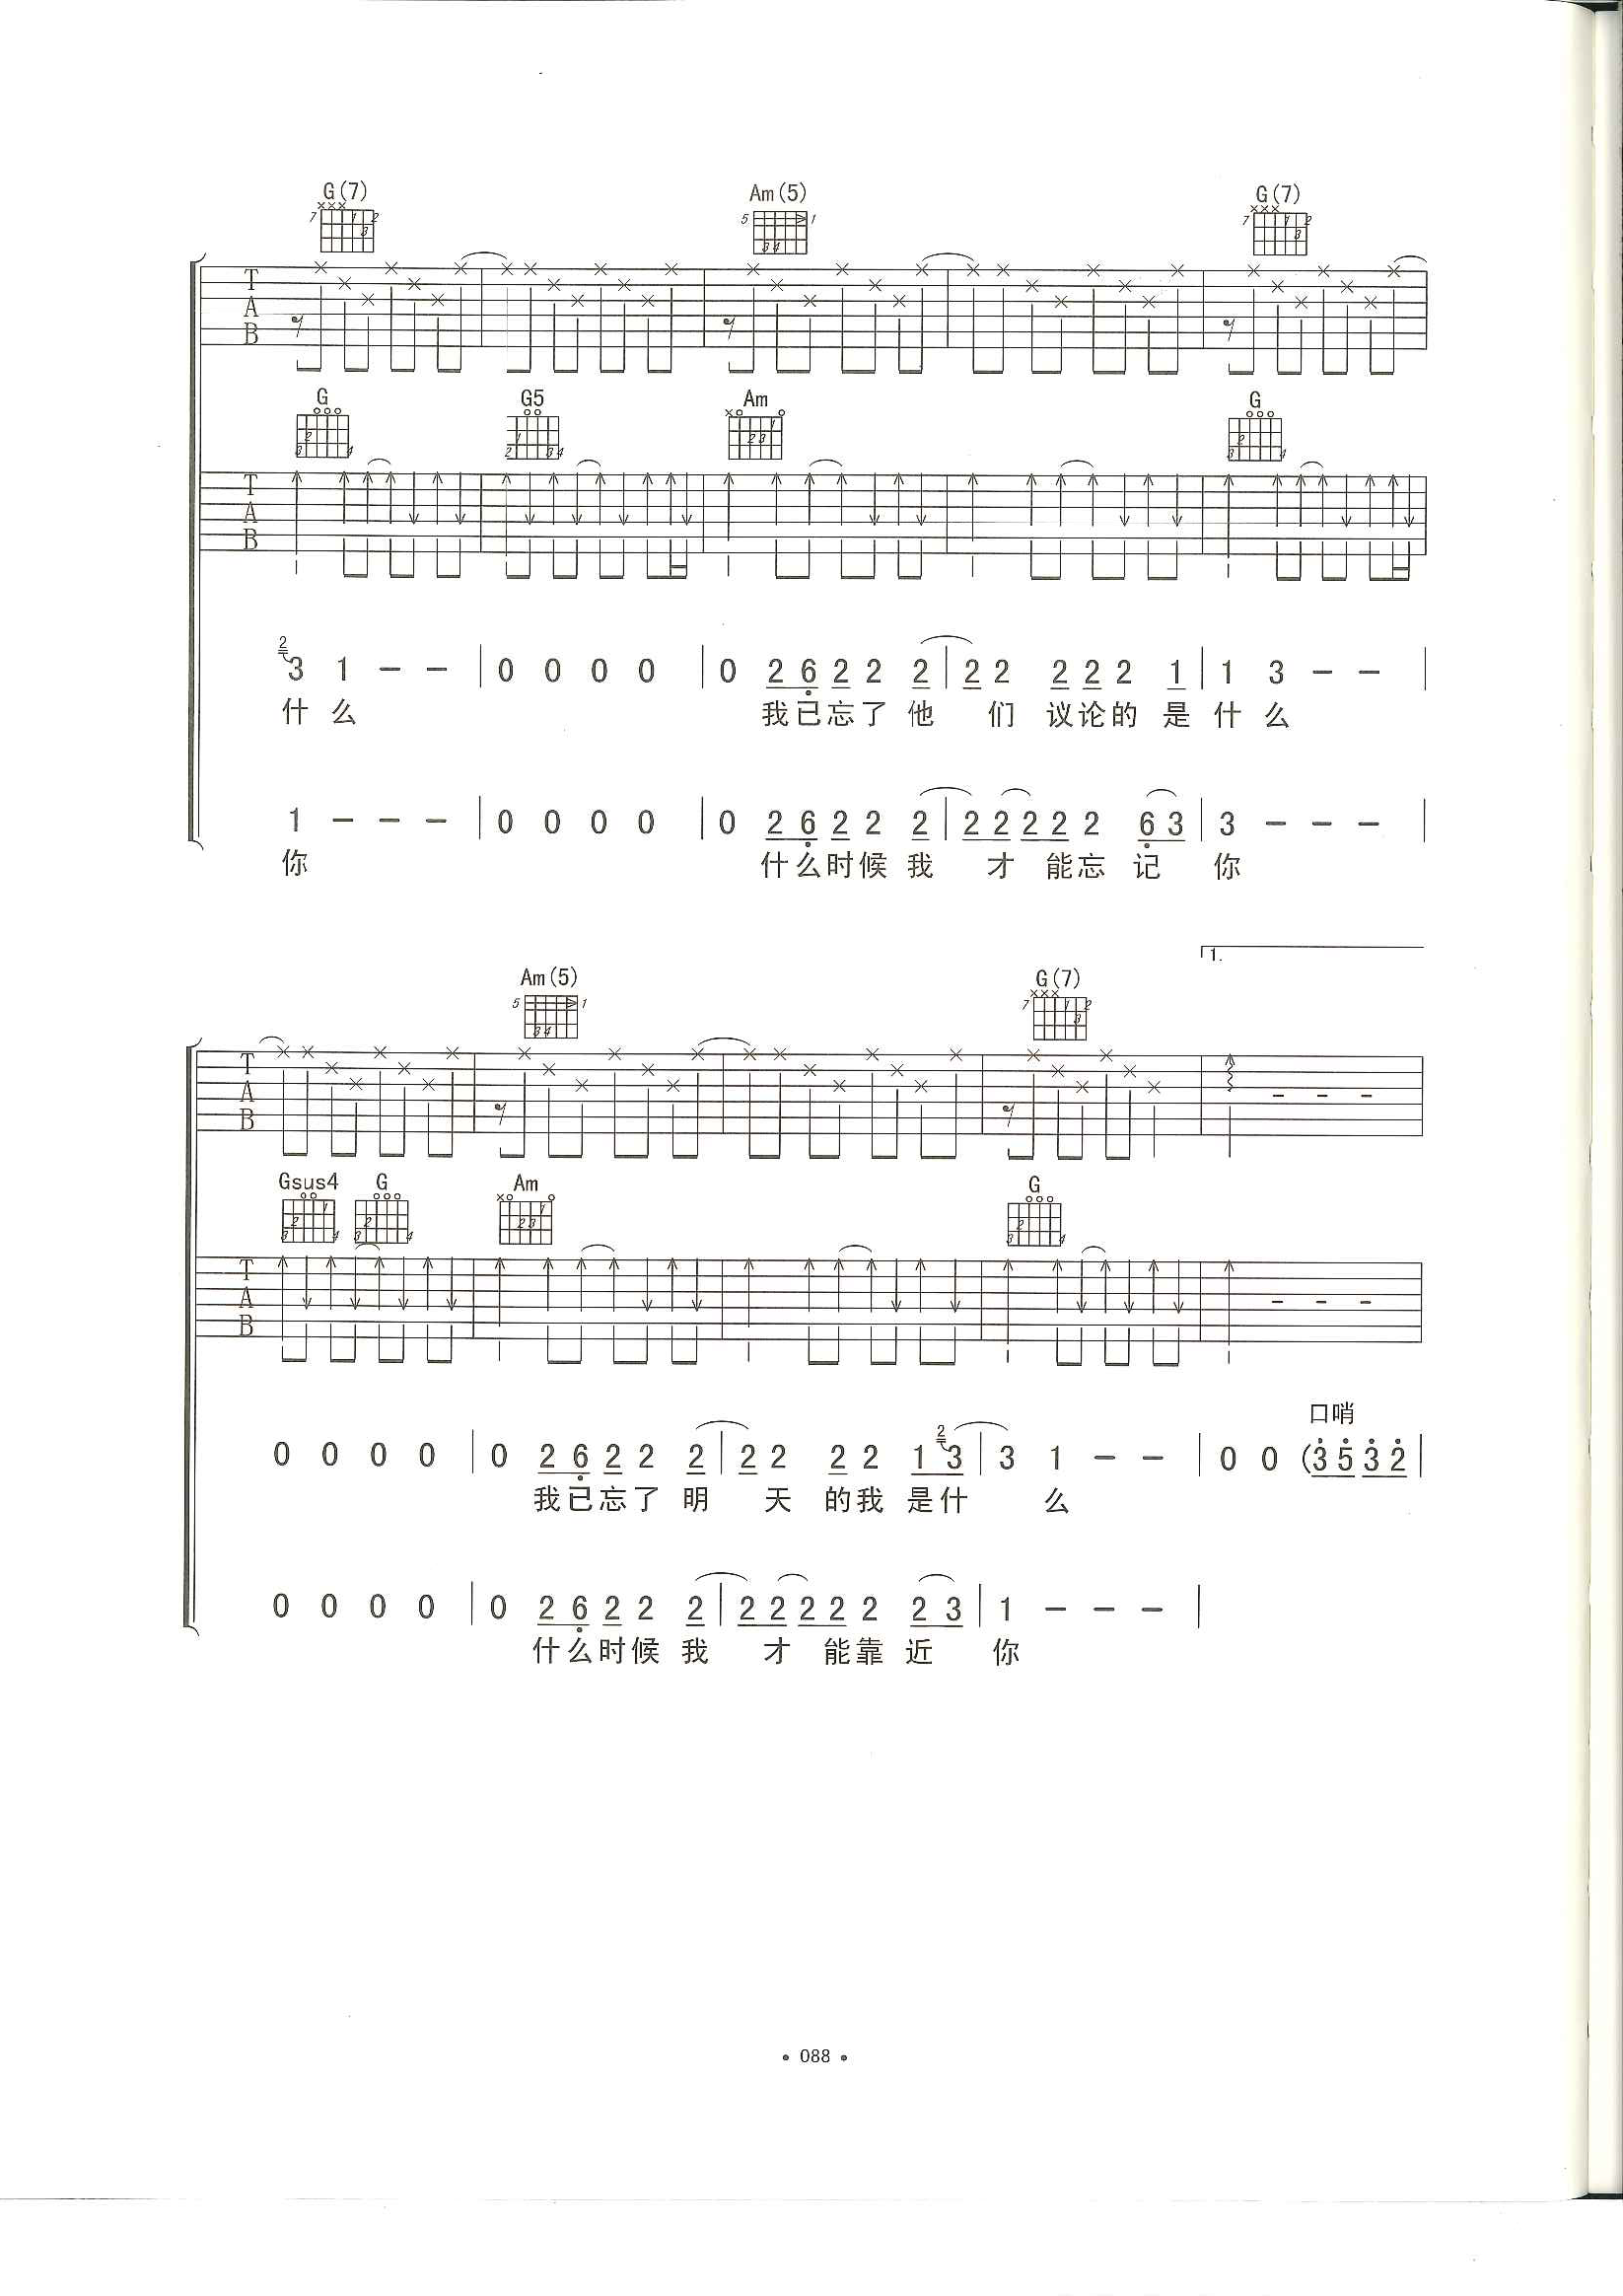 G(7) Am(5) G(7)
G G5 Am G
2
3 1 - - | 0 0 0 0 | 0 2 6 2 2 2 | 2 2 2 2 2 1 | 1 3 - - |
什么 我已忘了他 们 议论的 是 什 么
1 - - - | 0 0 0 0 | 0 2 6 2 2 2 | 2 2 2 2 2 6 3 | 3 - - - |
你 什么时候 我 才 能忘 记 你
1.
Am(5) G(7)
Gsus4 G Am G
口哨
0 0 0 0 | 0 2 6 2 2 2 | 2 2 2 2 1 2 3 | 3 1 - - | 0 0 (3 5 3 2 |
我已忘了 明 天 的我 是什 么
0 0 0 0 | 0 2 6 2 2 2 | 2 2 2 2 2 2 3 | 1 - - - |
什么时候 我 才 能靠 近 你
• 088 •